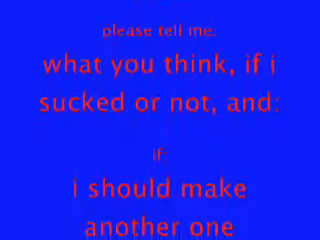 please tell me:
what you think, if i
sucked or not, and:
if
i should make
another one